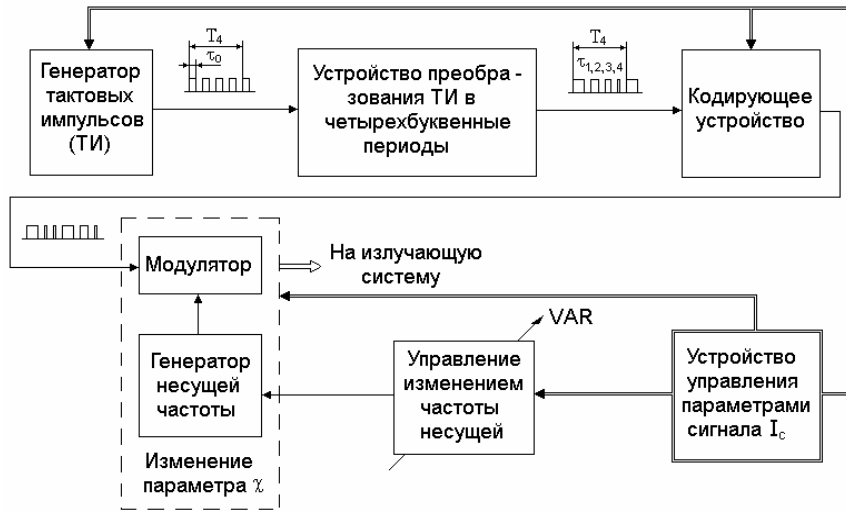 T₄
τ₀
Генератор
тактовых
импульсов
(ТИ)
Устройство преобра -
зования ТИ в
четырехбуквенные
периоды
T₄
τ₁,₂,₃,₄
Кодирующее
устройство
Модулятор
На излучающую
систему
Генератор
несущей
частоты
Изменение
параметра χ
VAR
Управление
изменением
частоты
несущей
Устройство
управления
параметрами
сигнала I꜀